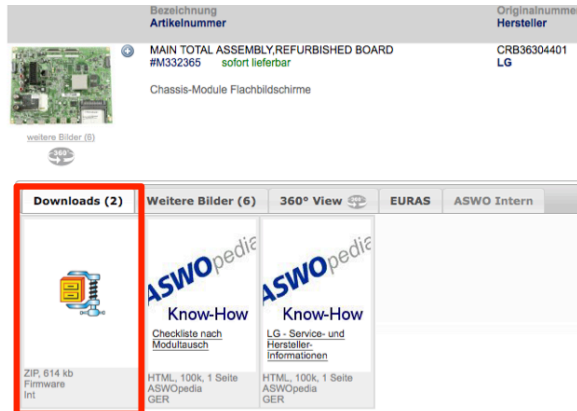 Bezeichnung Originalnumme
Artikelnummer Hersteller
MAIN TOTAL ASSEMBLY,REFURBISHED BOARD CRB36304401
#M332365 sofort lieferbar LG
Chassis-Module Flachbildschirme
weitere Bilder (6)
360°
Downloads (2) Weitere Bilder (6) 360° View EURAS ASWO Intern
ASWOpedia ASWOpedia
Know-How Know-How
Checkliste nach LG - Service- und
Modultausch Hersteller-
Informationen
ZIP, 614 kb HTML, 100k, 1 Seite HTML, 100k, 1 Seite
Firmware ASWOpedia ASWOpedia
Int GER GER